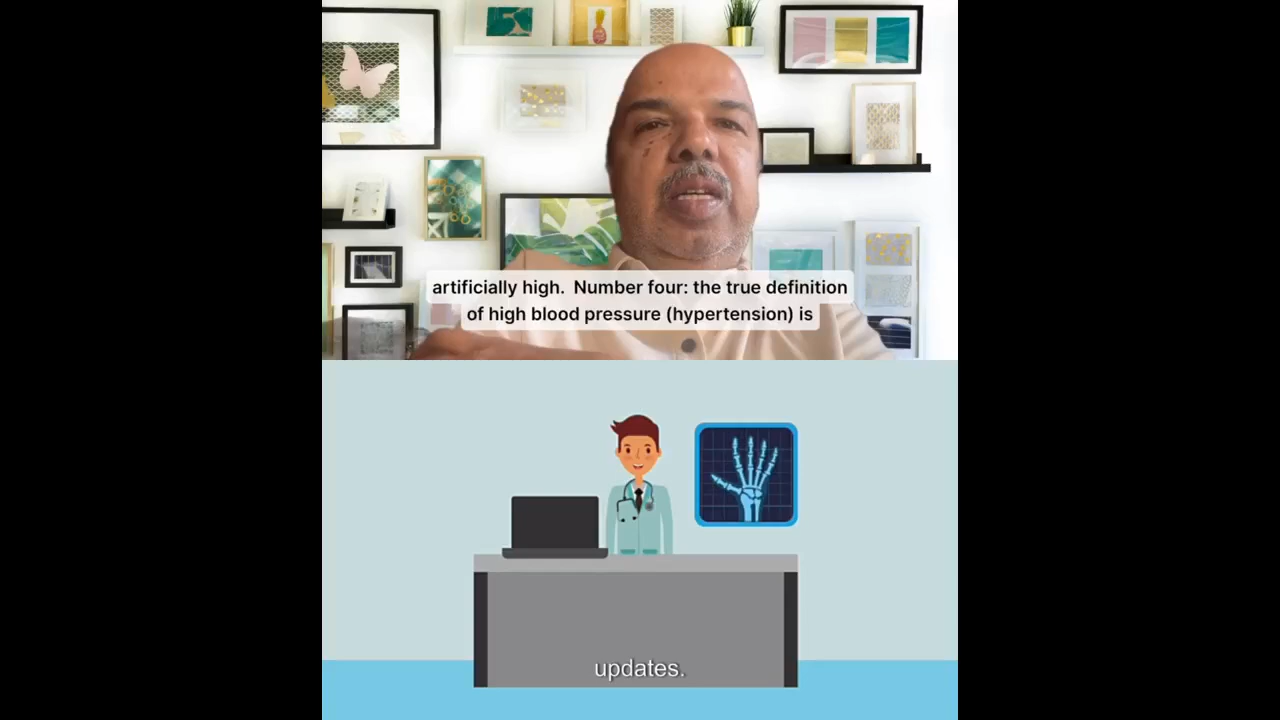 artificially high.  Number four: the true definition
of high blood pressure (hypertension) is
updates.